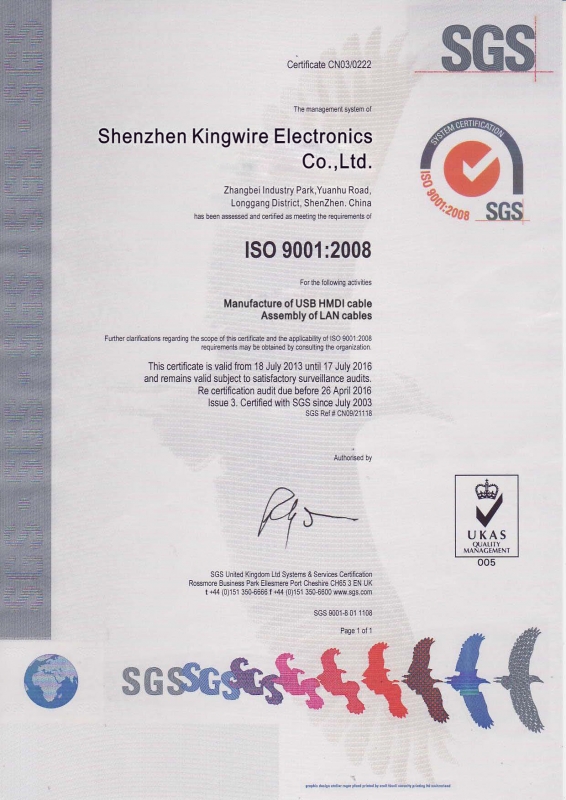 SGS
Certificate CN03/0222
The management system of
Shenzhen Kingwire Electronics
Co.,Ltd.
Zhangbei Industry Park,Yuanhu Road,
Longgang District, ShenZhen. China
has been assessed and certified as meeting the requirements of
SYSTEM CERTIFICATION
ISO 9001:2008
SGS
ISO 9001:2008
For the following activities
Manufacture of USB HMDI cable
Assembly of LAN cables
Further clarifications regarding the scope of this certificate and the applicability of ISO 9001:2008
requirements may be obtained by consulting the organization.
This certificate is valid from 18 July 2013 until 17 July 2016
and remains valid subject to satisfactory surveillance audits.
Re certification audit due before 26 April 2016
Issue 3. Certified with SGS since July 2003
SGS Ref # CN09/21118
Authorised by
UKAS
QUALITY
MANAGEMENT
005
SGS United Kingdom Ltd Systems & Services Certification
Rossmore Business Park Ellesmere Port Cheshire CH65 3 EN UK
t +44 (0)151 350-6666 f +44 (0)151 350-6600 www.sgs.com
SGS 9001-8 01 1108
Page 1 of 1
SGSSGSSGS